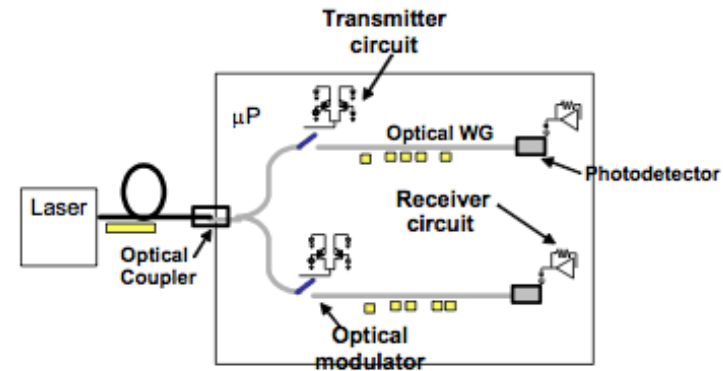 Transmitter
circuit
μP
Optical WG
Photodetector
Laser
Receiver
circuit
Optical
Coupler
Optical
modulator